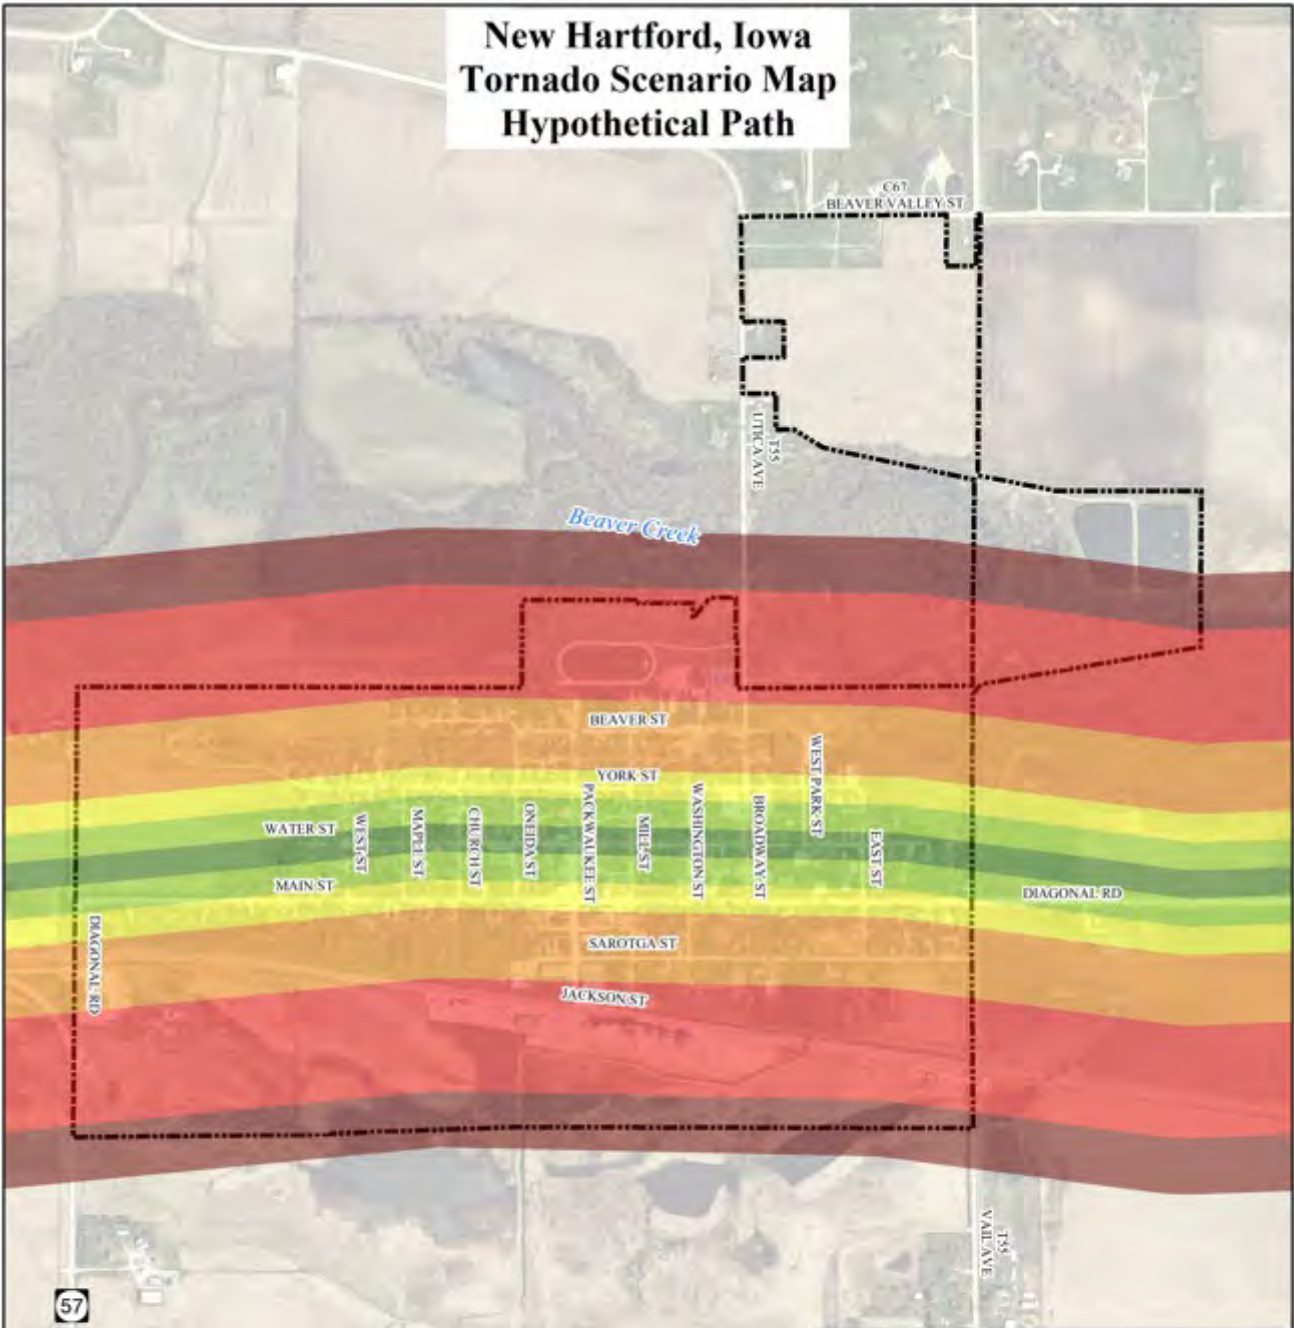 New Hartford, Iowa
Tornado Scenario Map
Hypothetical Path
C67
BEAVER VALLEY ST
T55
UTICA AVE
Beaver Creek
BEAVER ST
WEST PARK ST
YORK ST
WATER ST
WEST ST
MAPLE ST
CHURCH ST
ONEIDA ST
PACKWAUKEE ST
MILL ST
WASHINGTON ST
BROADWAY ST
EAST ST
MAIN ST
DIAGONAL RD
DIAGONAL RD
SAROTGA ST
JACKSON ST
T55
VAIL AVE
57